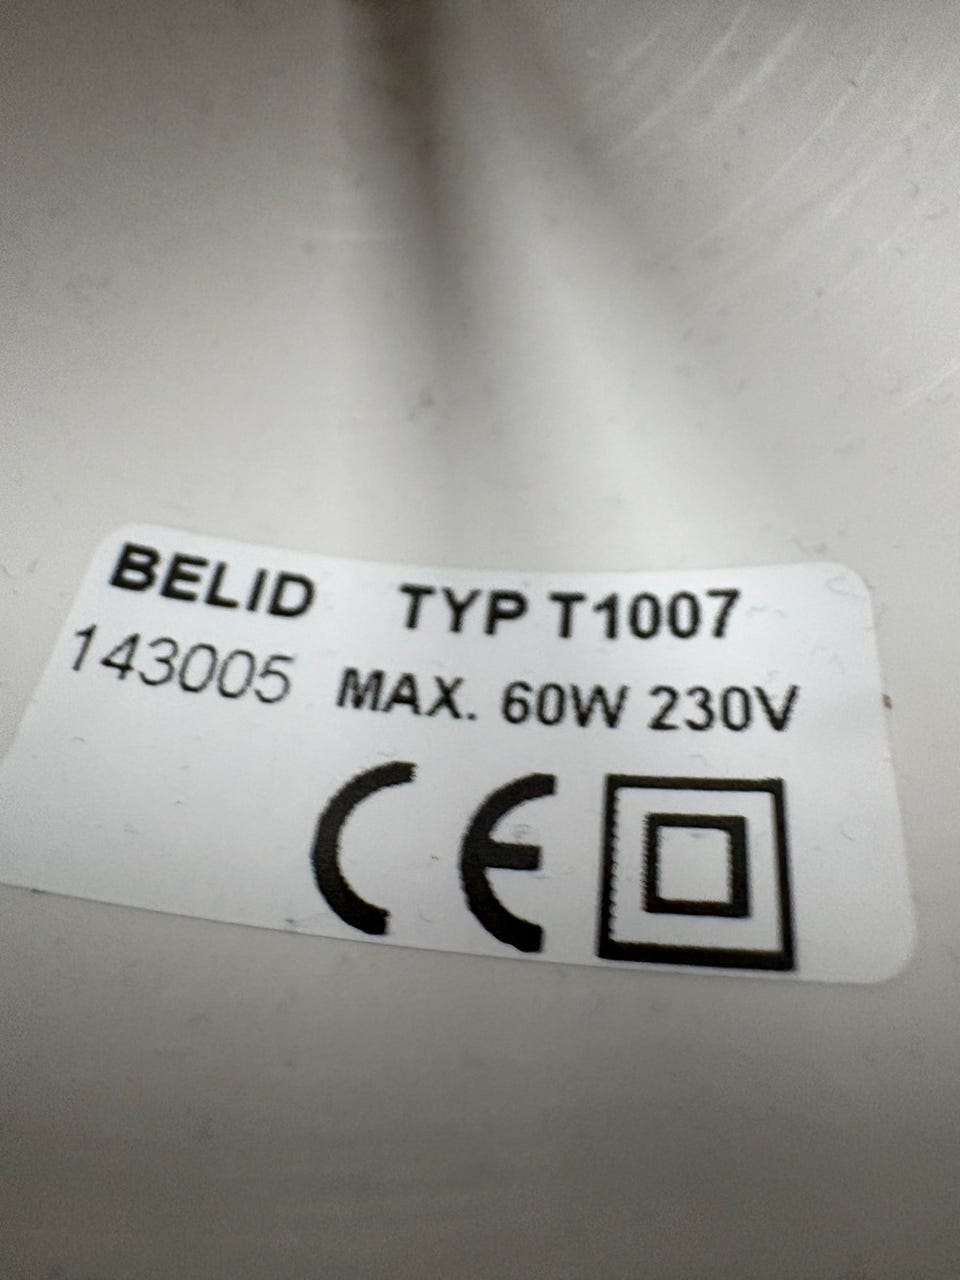 BELID TYP T1007
143005 MAX. 60W 230V
CE